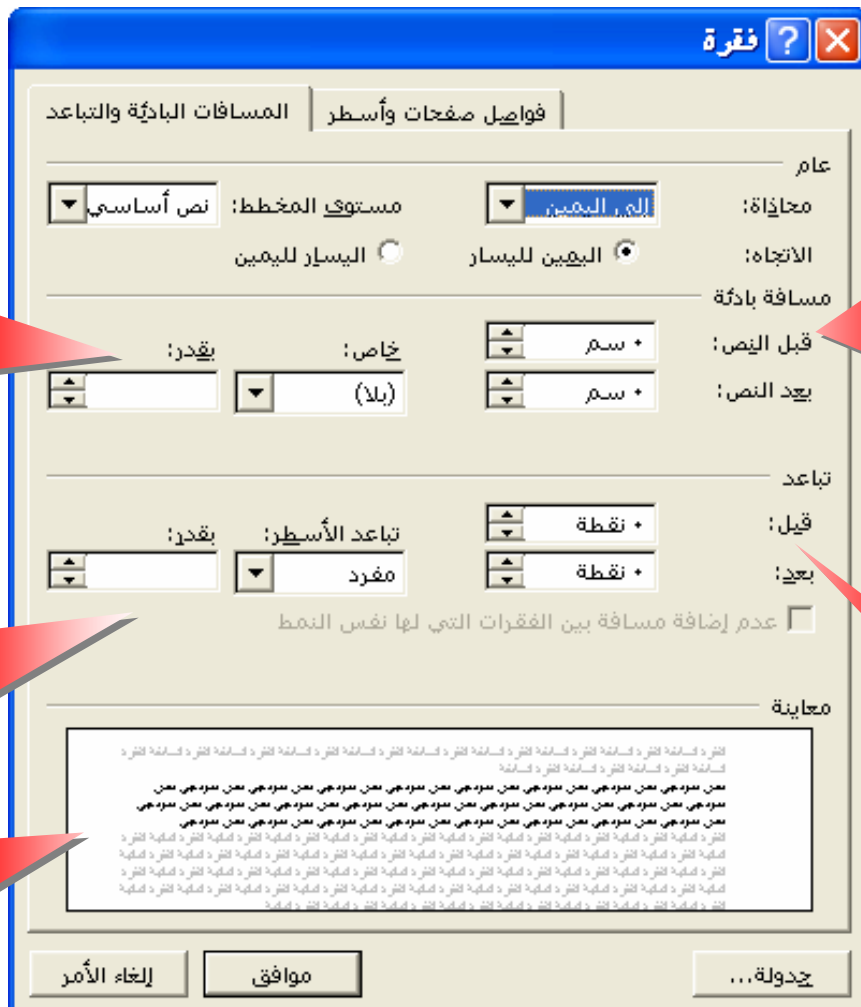 فقرة
المسافات البادئة والتباعد فواصل صفحات وأسطر
عام
محاذاة: إلى اليمين مستوى المخطط: نص أساسي
الاتجاه: اليمين لليسار اليسار لليمين
مسافة بادئة
قبل النص: ٠ سم خاص: بقدر:
بعد النص: ٠ سم (بلا)
تباعد
قبل: ٠ نقطة تباعد الأسطر: بقدر:
بعد: ٠ نقطة مفرد
عدم إضافة مسافة بين الفقرات التي لها نفس النمط
معاينة
جدولة... موافق إلغاء الأمر